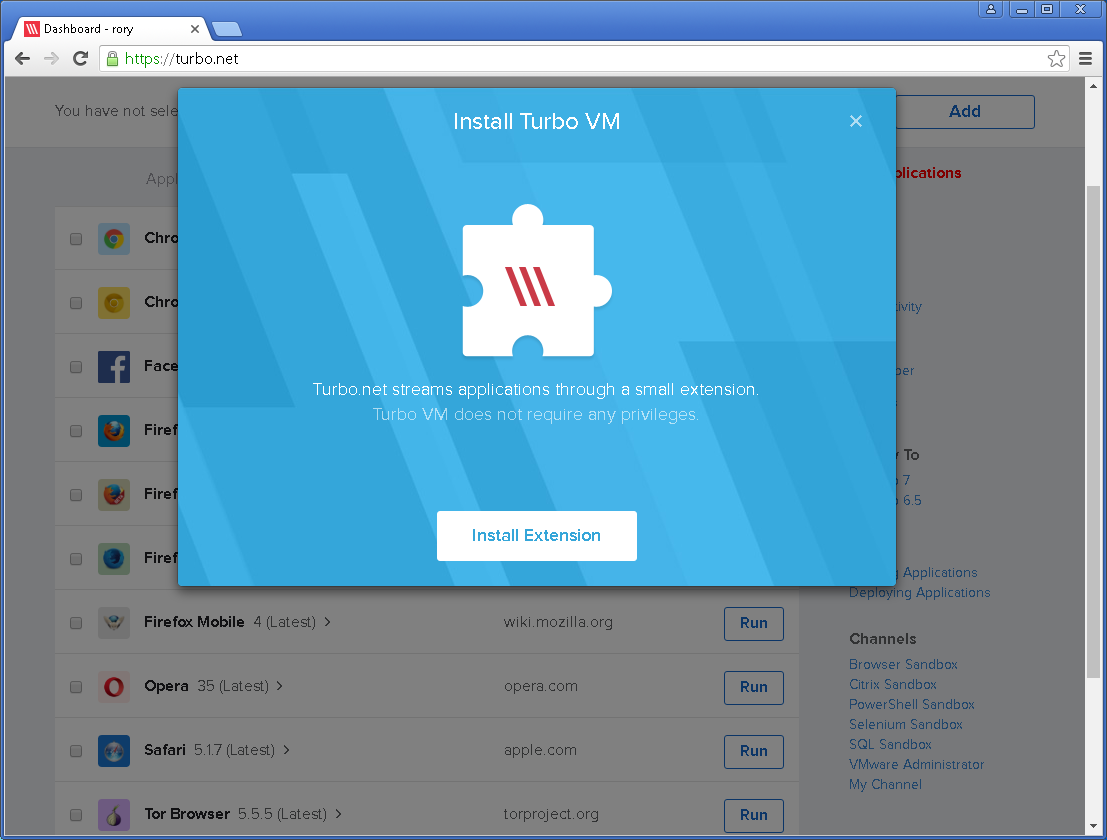 Dashboard - rory
https://turbo.net
You have not sele
Add
Install Turbo VM
plications
Appl
Chro
Chro
tivity
Face
per
Turbo.net streams applications through a small extension.
Turbo VM does not require any privileges.
Firef
y To
7
Firef
6.5
Install Extension
Firef
g Applications
Deploying Applications
Firefox Mobile 4 (Latest) >
wiki.mozilla.org
Run
Channels
Browser Sandbox
Citrix Sandbox
Opera 35 (Latest) >
opera.com
Run
PowerShell Sandbox
Selenium Sandbox
SQL Sandbox
Safari 5.1.7 (Latest) >
apple.com
Run
VMware Administrator
My Channel
Tor Browser 5.5.5 (Latest) >
torproject.org
Run